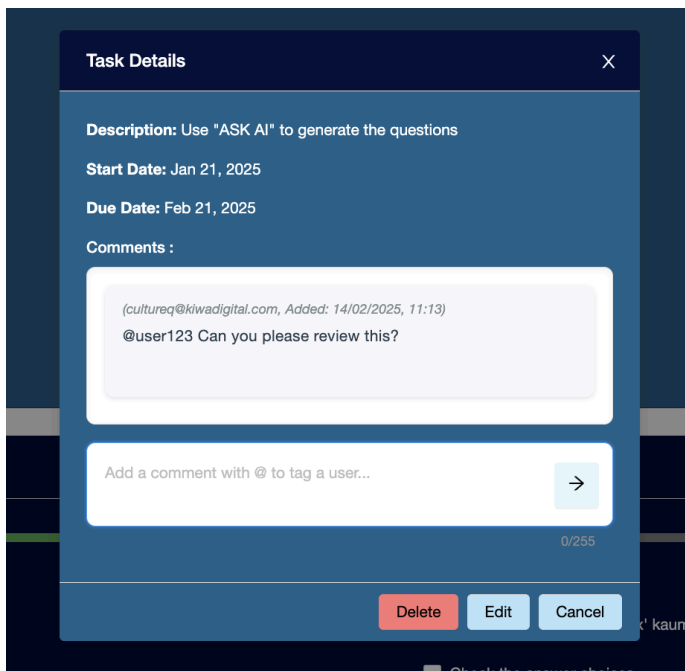 Task Details
X
Description: Use "ASK AI" to generate the questions
Start Date: Jan 21, 2025
Due Date: Feb 21, 2025
Comments :
(cultureq@kiwadigital.com, Added: 14/02/2025, 11:13)
@user123 Can you please review this?
Add a comment with @ to tag a user...
0/255
Delete Edit Cancel
' kaum